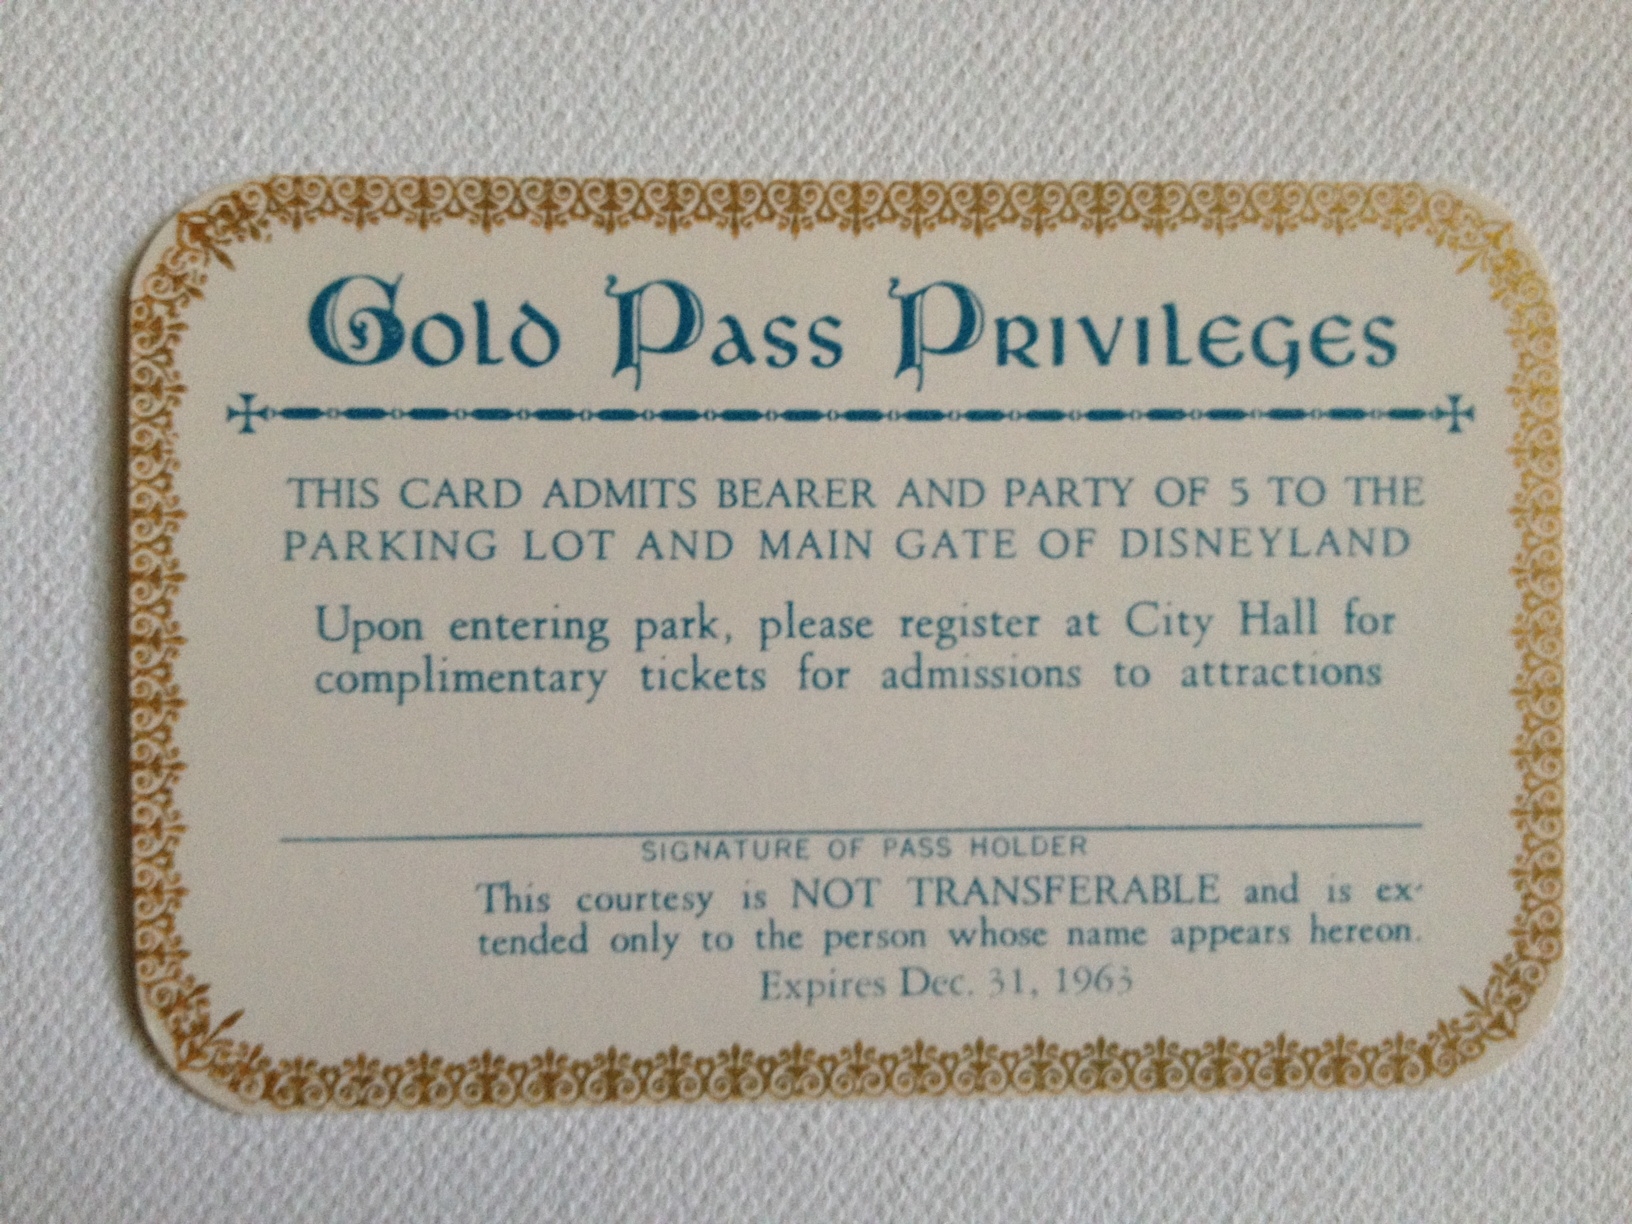 Gold Pass Privileges
THIS CARD ADMITS BEARER AND PARTY OF 5 TO THE
PARKING LOT AND MAIN GATE OF DISNEYLAND
Upon entering park, please register at City Hall for
complimentary tickets for admissions to attractions
SIGNATURE OF PASS HOLDER
This courtesy is NOT TRANSFERABLE and is ex-
tended only to the person whose name appears hereon.
Expires Dec. 31, 1963